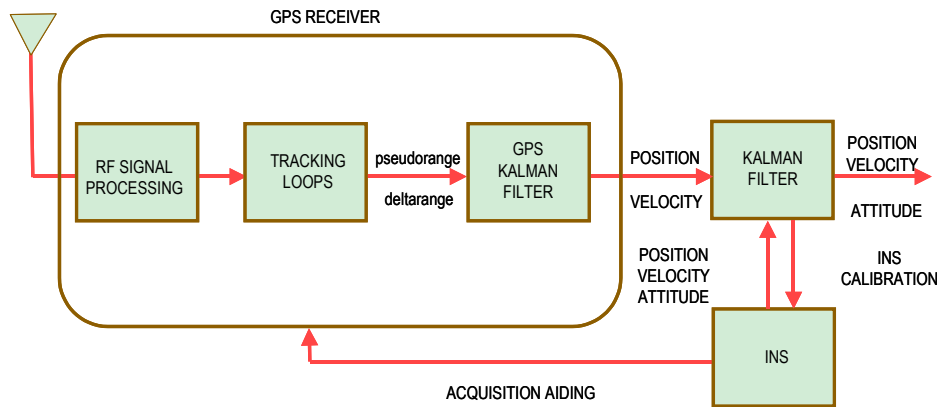 GPS RECEIVER
RF SIGNAL
PROCESSING
TRACKING
LOOPS
pseudorange
deltarange
GPS
KALMAN
FILTER
POSITION
VELOCITY
KALMAN
FILTER
POSITION
VELOCITY
ATTITUDE
POSITION
VELOCITY
ATTITUDE
INS
CALIBRATION
INS
ACQUISITION AIDING